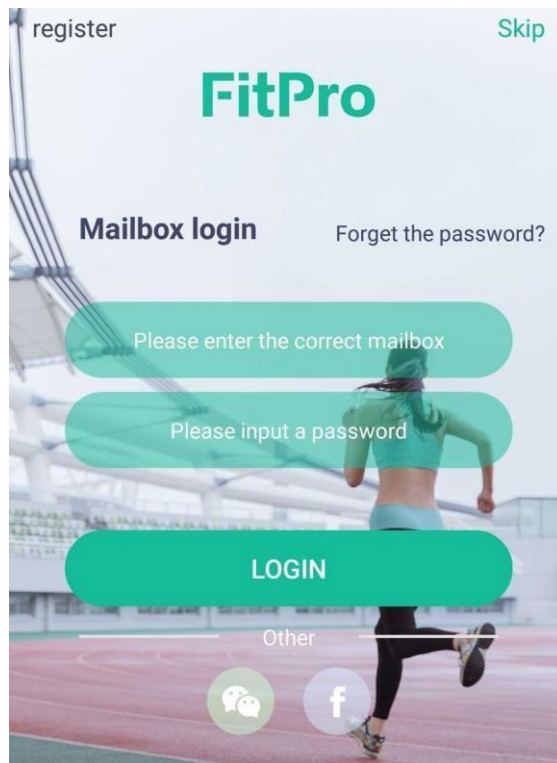 register
Skip
FitPro
Mailbox login
Forget the password?
Please enter the correct mailbox
Please input a password
LOGIN
Other
f